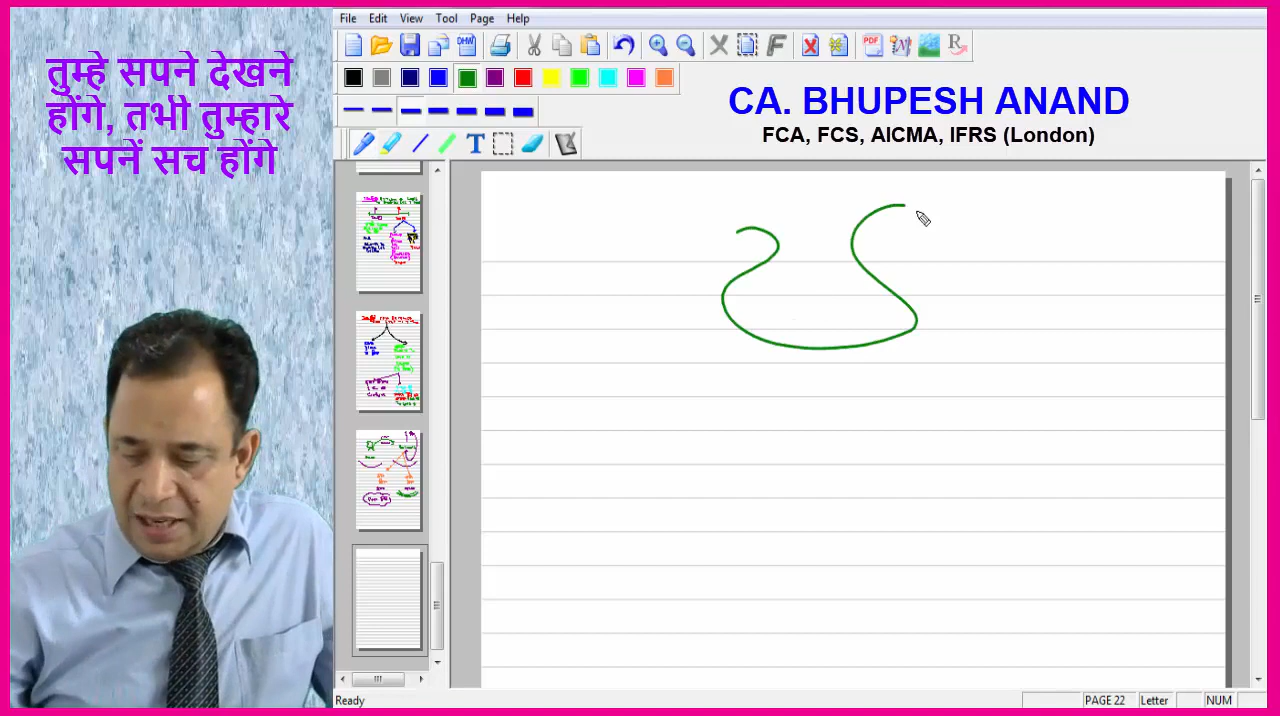 तुम्हे सपने देखने
होंगे, तभी तुम्हारे
सपनें सच होंगे
File Edit View Tool Page Help
CA. BHUPESH ANAND
FCA, FCS, AICMA, IFRS (London)
Ready
PAGE 22 Letter NUM